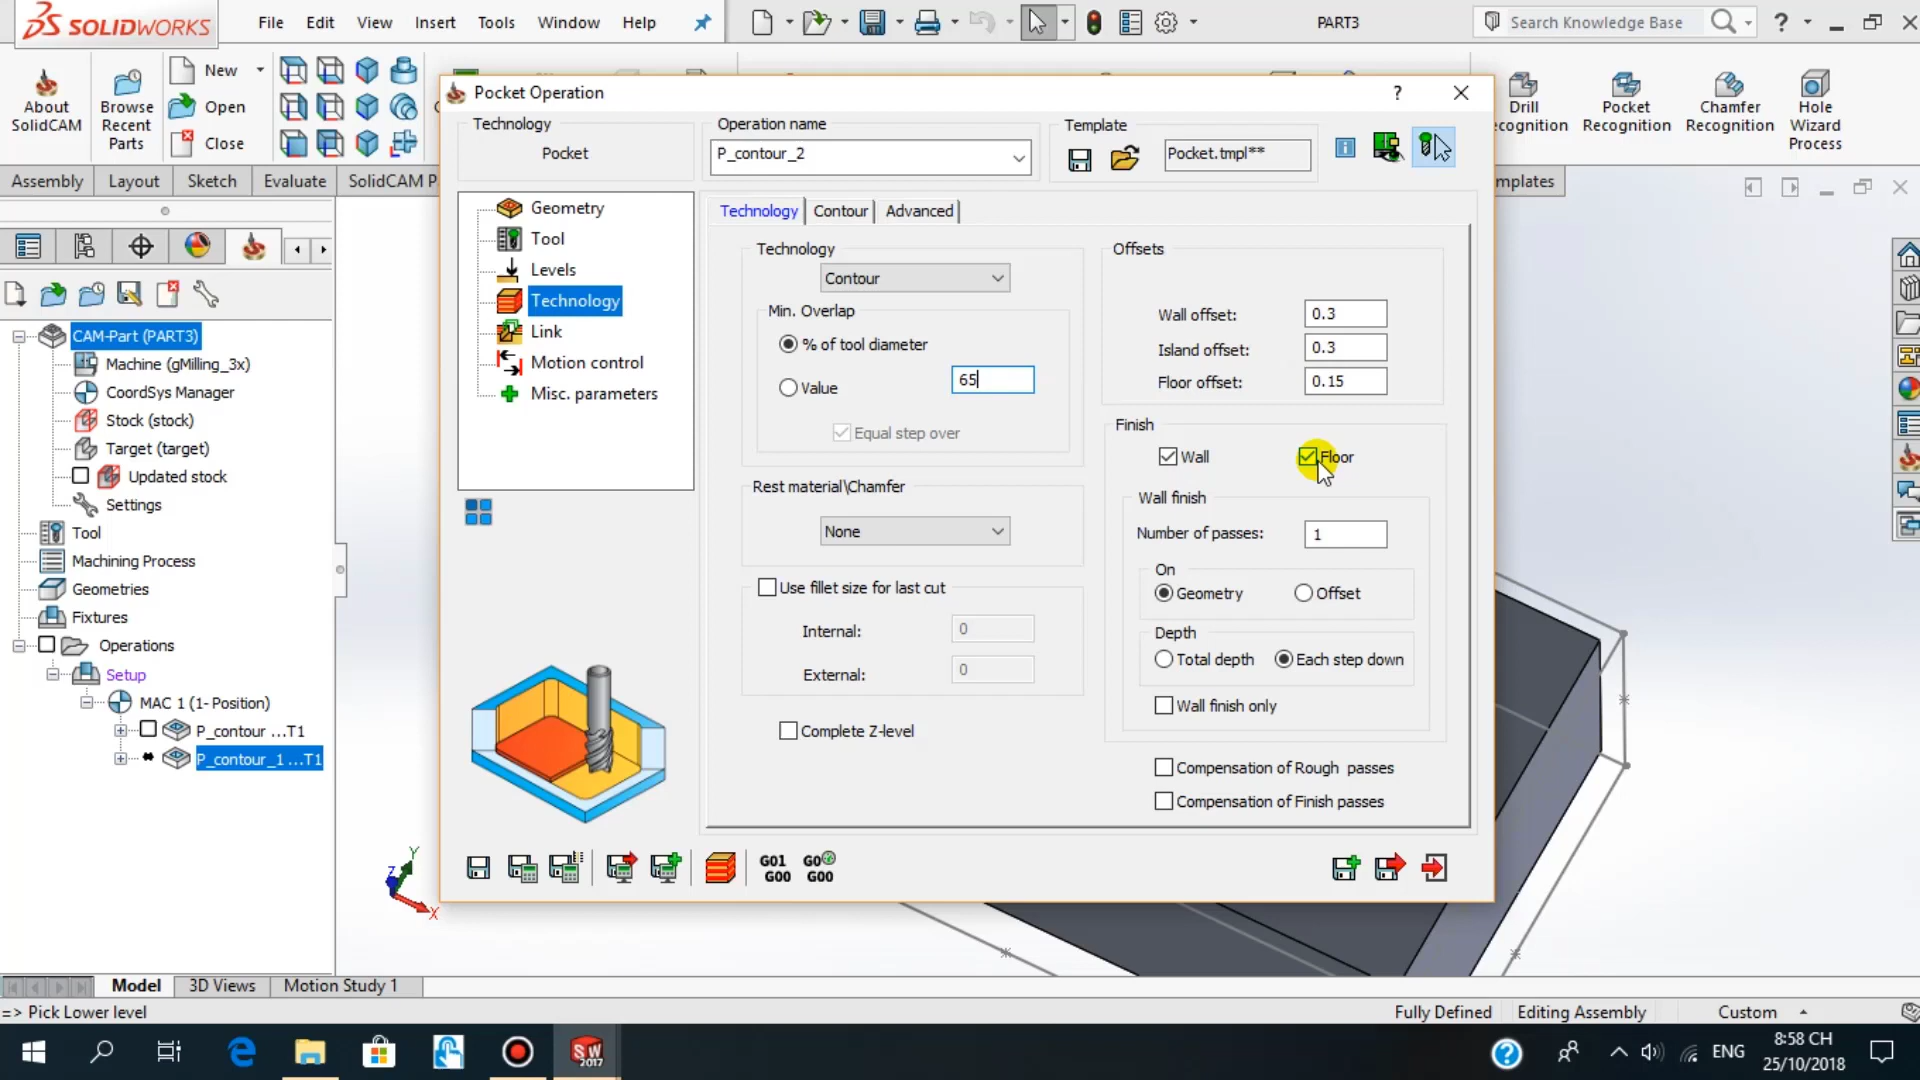 SOLIDWORKS
File Edit View Insert Tools Window Help
PART3
Search Knowledge Base
New
Open
Close
About SolidCAM
Browse Recent Parts
Drill
ecognition
Pocket Recognition
Chamfer Recognition
Hole Wizard Process
Assembly Layout Sketch Evaluate SolidCAM P
mplates
CAM-Part (PART3)
Machine (gMilling_3x)
CoordSys Manager
Stock (stock)
Target (target)
Updated stock
Settings
Tool
Machining Process
Geometries
Fixtures
Operations
Setup
MAC 1 (1- Position)
P_contour ...T1
P_contour_1 ...T1
Pocket Operation
?
Technology
Pocket
Operation name
P_contour_2
Template
Pocket.tmpl**
Geometry
Tool
Levels
Technology
Link
Motion control
Misc. parameters
Technology Contour Advanced
Technology
Contour
Min. Overlap
% of tool diameter
Value
65
Equal step over
Rest material\Chamfer
None
Use fillet size for last cut
Internal: 0
External: 0
Complete Z-level
Offsets
Wall offset: 0.3
Island offset: 0.3
Floor offset: 0.15
Finish
Wall Floor
Wall finish
Number of passes: 1
On
Geometry Offset
Depth
Total depth Each step down
Wall finish only
Compensation of Rough passes
Compensation of Finish passes
G01
G00
G0
G00
Z Y X
Model 3D Views Motion Study 1
=> Pick Lower level
Fully Defined Editing Assembly Custom
SW
2017
ENG
8:58 CH
25/10/2018